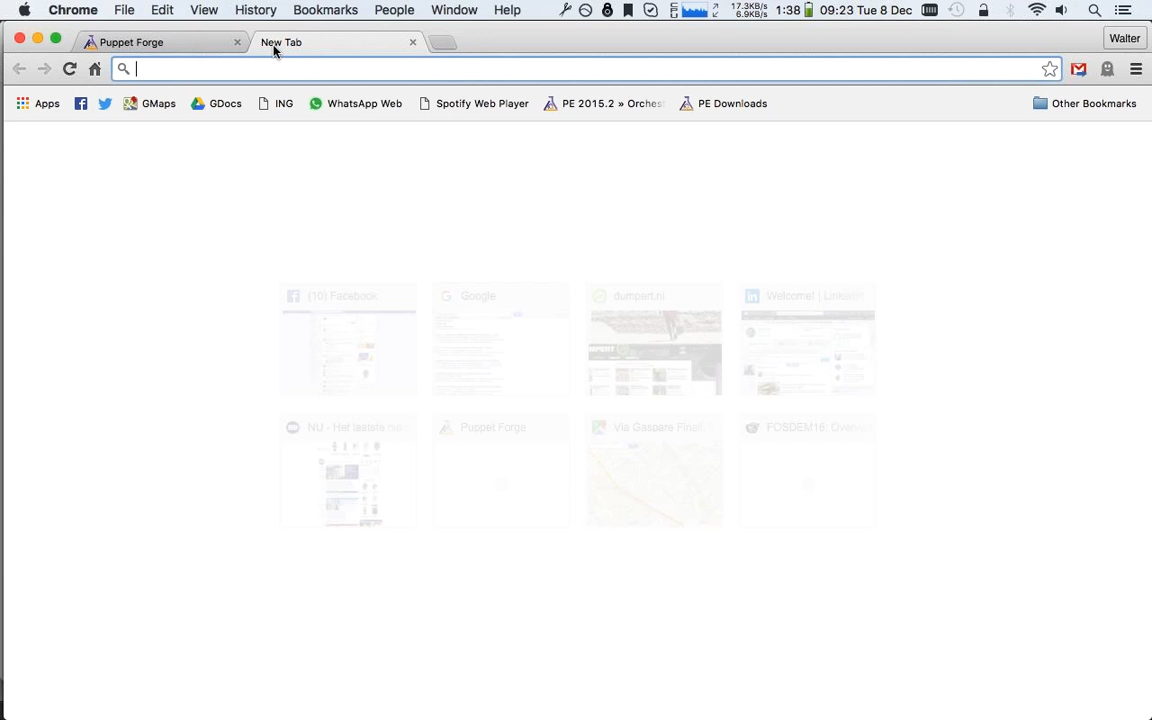 Chrome File Edit View History Bookmarks People Window Help 17.3KB/s 6.9KB/s 1:38 09:23 Tue 8 Dec
Puppet Forge New Tab Walter
Apps GMaps GDocs ING WhatsApp Web Spotify Web Player PE 2015.2 » Orches PE Downloads Other Bookmarks
(10) Facebook Google dumpert.nl Welcome! | LinkedIn
NU - Het laatste Puppet Forge Via Gaspare Finali FOSDEM16: Overv